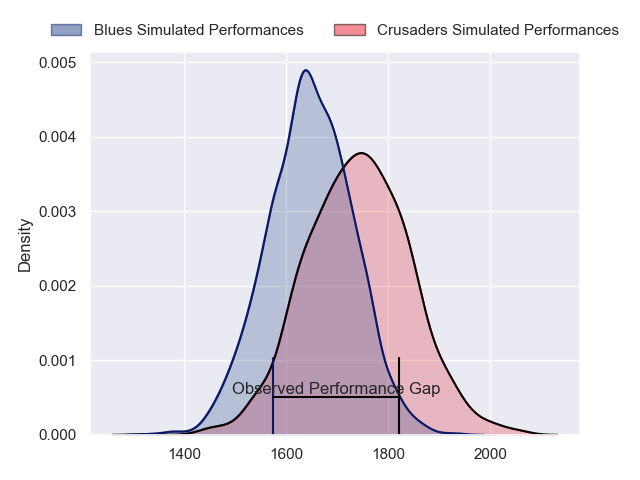 Blues Simulated Performances Crusaders Simulated Performances
0.005
0.004
0.003
0.002
0.001
0.000
Density
Observed Performance Gap
1400 1600 1800 2000